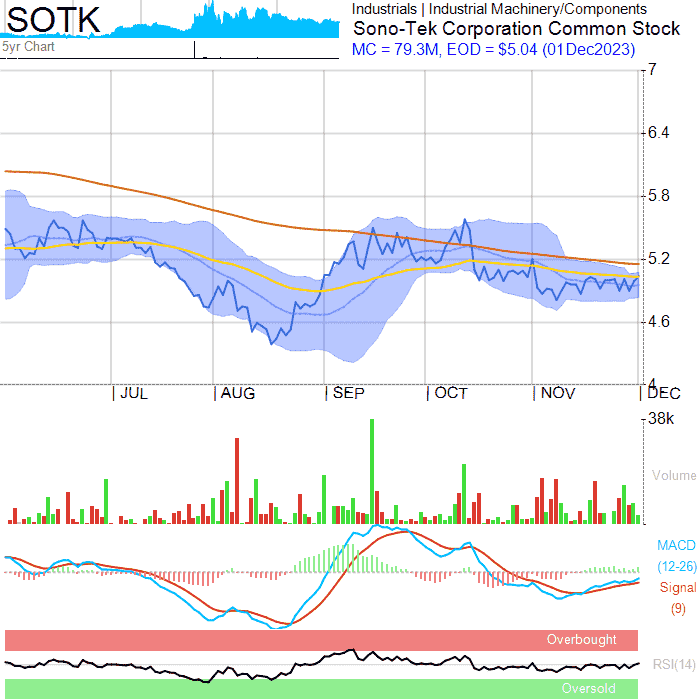 SOTK
5yr Chart
Industrials | Industrial Machinery/Components
Sono-Tek Corporation Common Stock
MC = 79.3M, EOD = $5.04 (01Dec2023)
7
6.4
5.8
5.2
4.6
4
JUL AUG SEP OCT NOV DEC
38k
Volume
MACD
(12-26)
Signal
(9)
Overbought
RSI(14)
Oversold